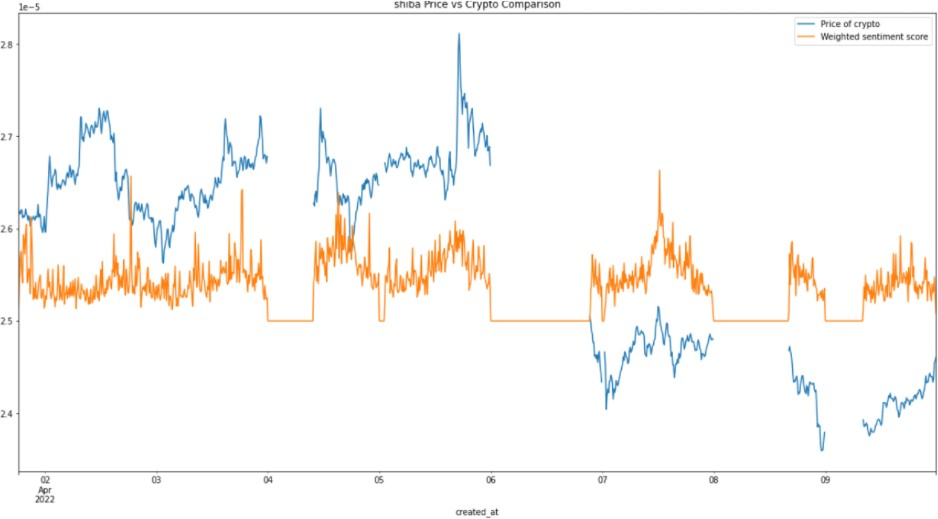 shiba Price vs Crypto Comparison
1e-5
Price of crypto
Weighted sentiment score
2.8
2.7
2.6
2.5
2.4
02 03 04 05 06 07 08 09
Apr
2022
created_at